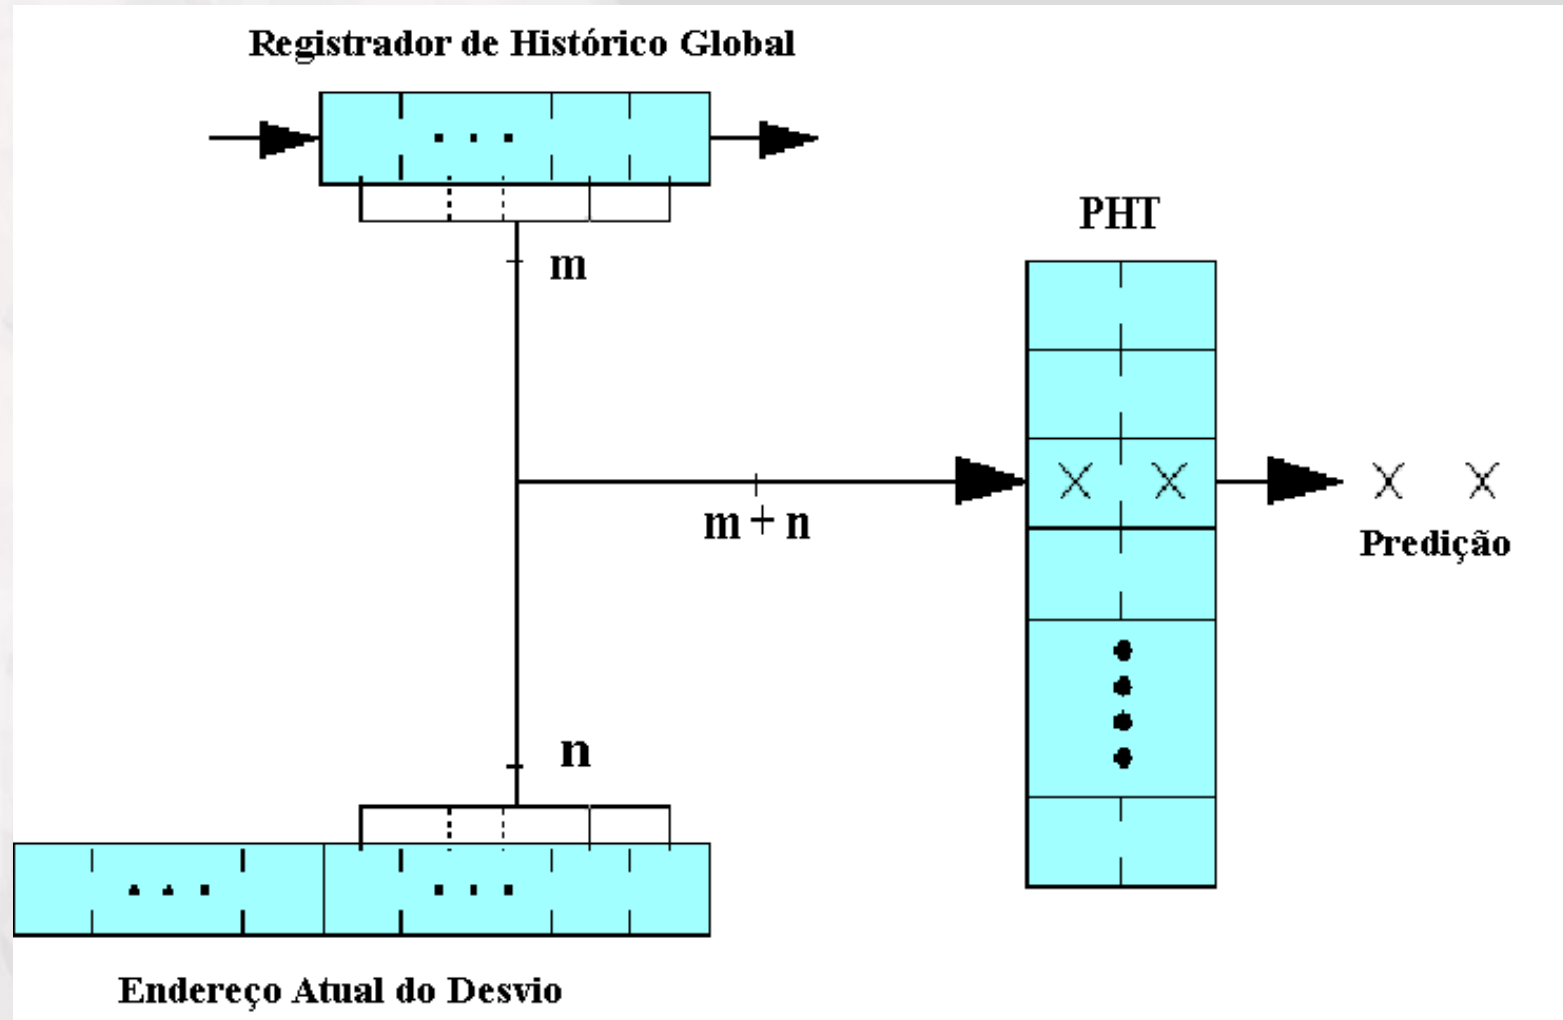 Registrador de Histórico Global
m
PHT
m + n
X X
X X
Predição
n
Endereço Atual do Desvio